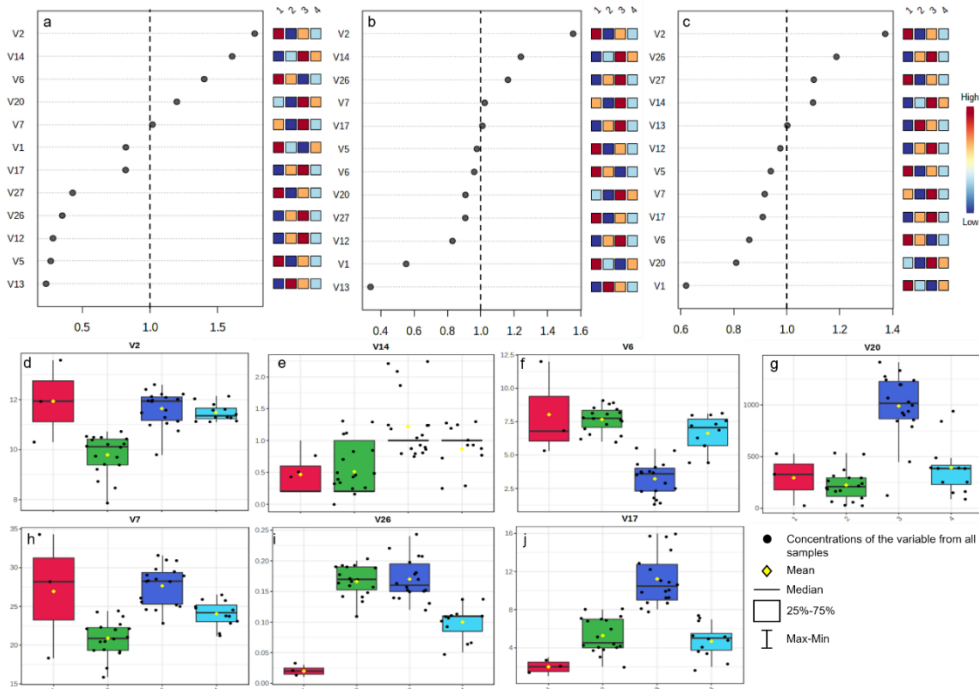 a
1 2 3 4
V2
V14
V6
V20
V7
V1
V17
V27
V26
V12
V5
V13
0.5 1.0 1.5
b
1 2 3 4
V2
V14
V26
V7
V17
V5
V6
V20
V27
V12
V1
V13
0.4 0.6 0.8 1.0 1.2 1.4 1.6
c
1 2 3 4
V2
V26
V27
V14
V13
V12
V5
V7
V17
V6
V20
V1
0.6 0.8 1.0 1.2 1.4
High
Low
d
V2
12
10
8
e
V14
2.0
1.5
1.0
0.5
0.0
f
V6
12.5
10.0
7.5
5.0
2.5
g
V20
1000
500
0
1 2 3 4
h
V7
35
30
25
20
15
i
V26
0.25
0.20
0.15
0.10
0.05
0.00
j
V17
16
12
8
4
0
Concentrations of the variable from all
samples
Mean
Median
25%-75%
Max-Min